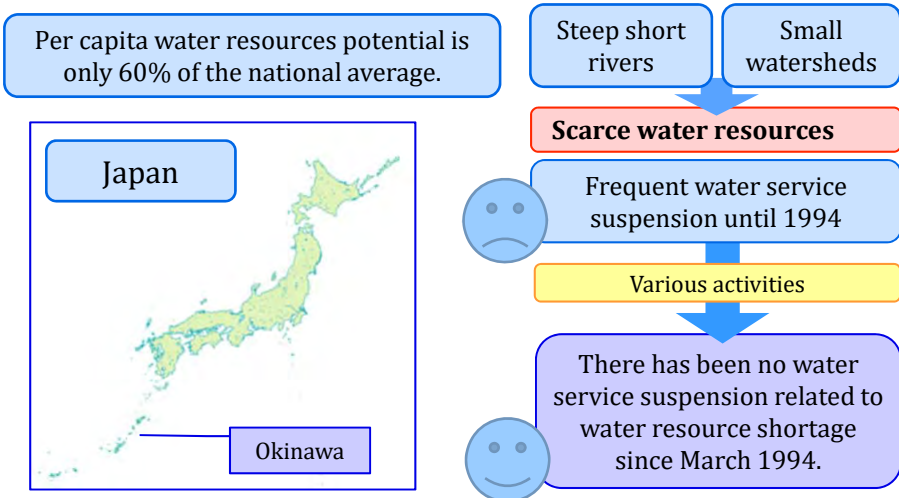 Per capita water resources potential is
only 60% of the national average.
Japan
Okinawa
Steep short
rivers
Small
watersheds
Scarce water resources
Frequent water service
suspension until 1994
Various activities
There has been no water
service suspension related to
water resource shortage
since March 1994.